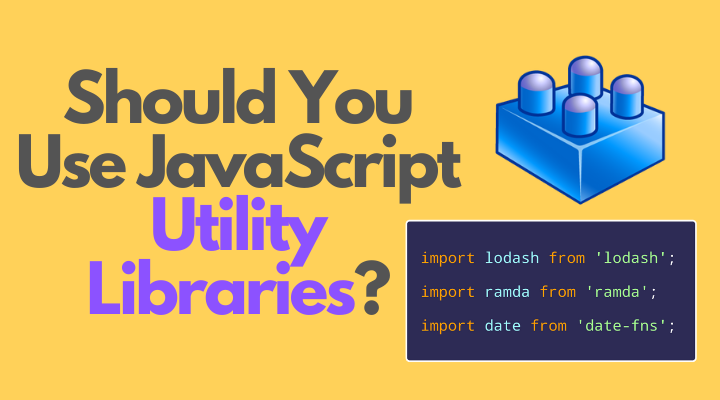 Should You
Use JavaScript
Utility
Libraries?
import lodash from 'lodash';
import ramda from 'ramda';
import date from 'date-fns';